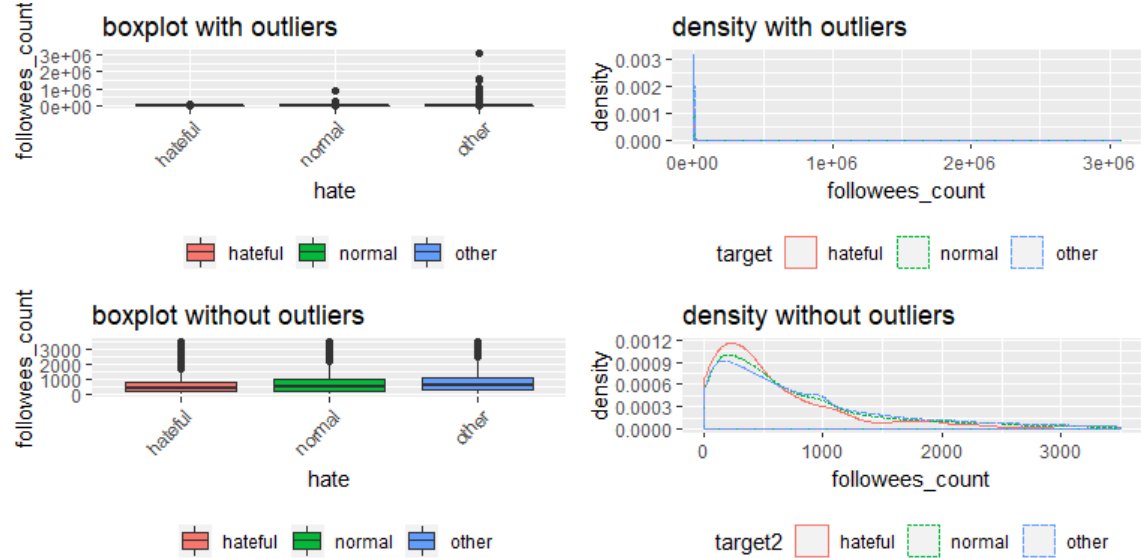 boxplot with outliers
followees_count
3e+06
2e+06
1e+06
0e+00
hateful
normal
other
hate
hateful normal other
density with outliers
density
0.003
0.002
0.001
0.000
0e+00 1e+06 2e+06 3e+06
followees_count
target hateful normal other
boxplot without outliers
followees_count
3000
2000
1000
0
hateful
normal
other
hate
hateful normal other
density without outliers
density
0.0012
0.0009
0.0006
0.0003
0.0000
0 1000 2000 3000
followees_count
target2 hateful normal other